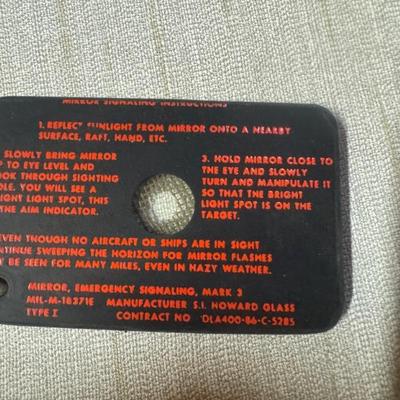 MIRROR SIGNALING INSTRUCTIONS
1. REFLECT SUNLIGHT FROM MIRROR ONTO A NEARBY
SURFACE, RAFT, HAND, ETC.
SLOWLY BRING MIRROR
P TO EYE LEVEL AND
OOK THROUGH SIGHTING
OLE. YOU WILL SEE A
RIGHT LIGHT SPOT, THIS
THE AIM INDICATOR.
3. HOLD MIRROR CLOSE TO
THE EYE AND SLOWLY
TURN AND MANIPULATE IT
SO THAT THE BRIGHT
LIGHT SPOT IS ON THE
TARGET.
EVEN THOUGH NO AIRCRAFT OR SHIPS ARE IN SIGHT
NTINUE SWEEPING THE HORIZON FOR MIRROR FLASHES
Y BE SEEN FOR MANY MILES, EVEN IN HAZY WEATHER.
MIRROR, EMERGENCY SIGNALING, MARK 3
MIL-M-18371E MANUFACTURER S.I. HOWARD GLASS
TYPE I CONTRACT NO DLA400-86-C-5285